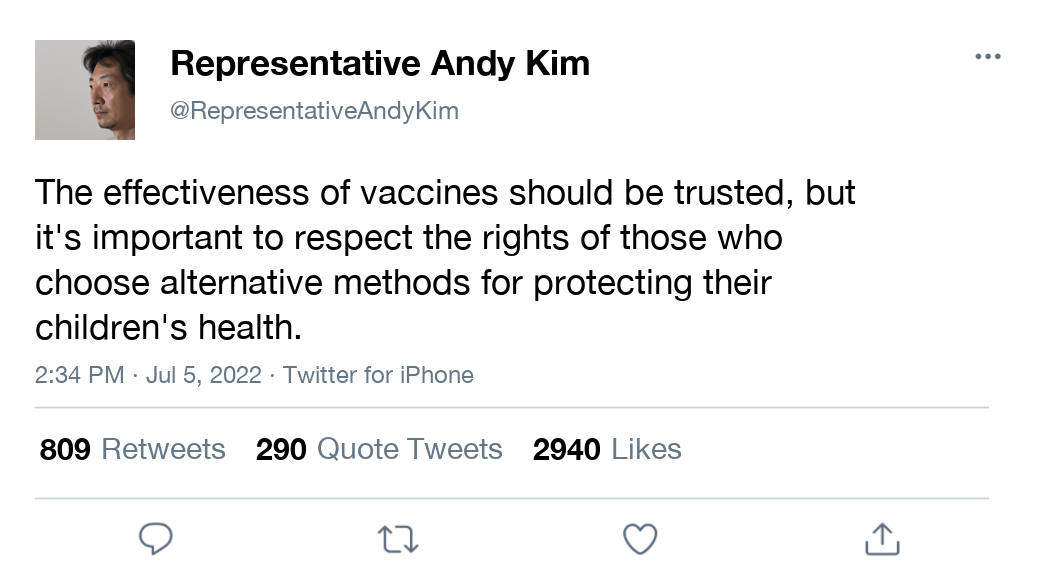 Representative Andy Kim
@RepresentativeAndyKim
The effectiveness of vaccines should be trusted, but
it's important to respect the rights of those who
choose alternative methods for protecting their
children's health.
2:34 PM · Jul 5, 2022 · Twitter for iPhone
809 Retweets 290 Quote Tweets 2940 Likes